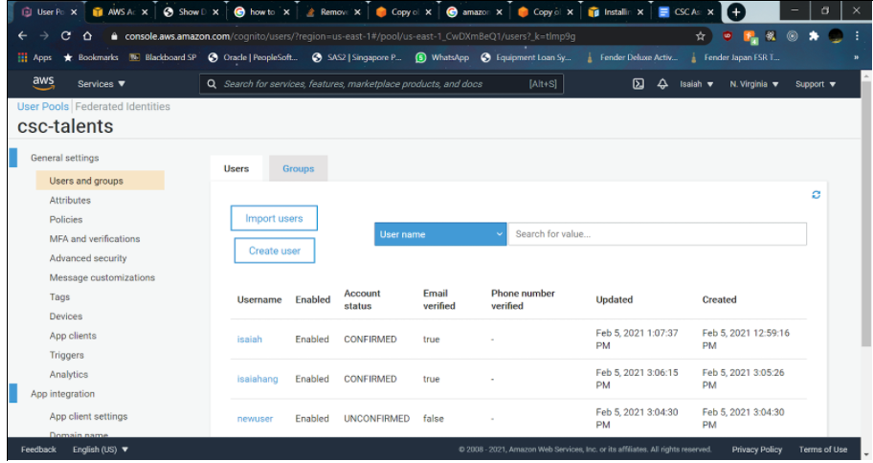 User Po
AWS Ac
Show D
how to
Remov
Copy of
amazon
Copy of
Installin
CSC As
console.aws.amazon.com/cognito/users/?region=us-east-1#/pool/us-east-1_CwDXmBeQ1/users?_k=tlmp9g
Apps
Bookmarks
Blackboard SP
Oracle | PeopleSoft...
SAS2 | Singapore P...
WhatsApp
Equipment Loan Sy...
Fender Deluxe Activ...
Fender Japan FSR T...
aws
Services
Search for services, features, marketplace products, and docs
[Alt+S]
Isaiah
N. Virginia
Support
User Pools | Federated Identities
csc-talents
General settings
Users and groups
Attributes
Policies
MFA and verifications
Advanced security
Message customizations
Tags
Devices
App clients
Triggers
Analytics
App integration
App client settings
Domain name
Users
Groups
Import users
Create user
User name
Search for value...
Username Enabled Account status Email verified Phone number verified Updated Created
isaiah Enabled CONFIRMED true - Feb 5, 2021 1:07:37 PM Feb 5, 2021 12:59:16 PM
isaiahang Enabled CONFIRMED true - Feb 5, 2021 3:06:15 PM Feb 5, 2021 3:05:26 PM
newuser Enabled UNCONFIRMED false - Feb 5, 2021 3:04:30 PM Feb 5, 2021 3:04:30 PM
Feedback
English (US)
© 2008 - 2021, Amazon Web Services, Inc. or its affiliates. All rights reserved.
Privacy Policy
Terms of Use